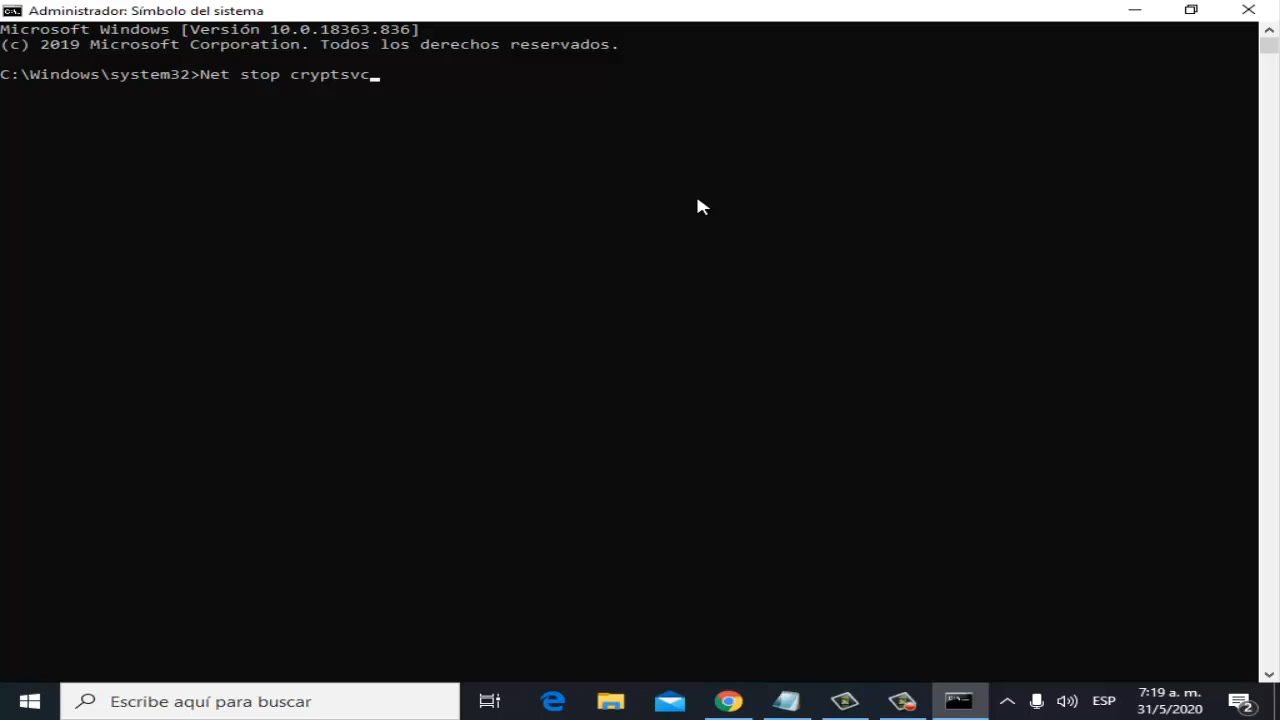 Administrador: Símbolo del sistema
Microsoft Windows [Versión 10.0.18363.836]
(c) 2019 Microsoft Corporation. Todos los derechos reservados.
C:\Windows\system32>Net stop cryptsvc
Escribe aquí para buscar
ESP
7:19 a. m.
31/5/2020
2